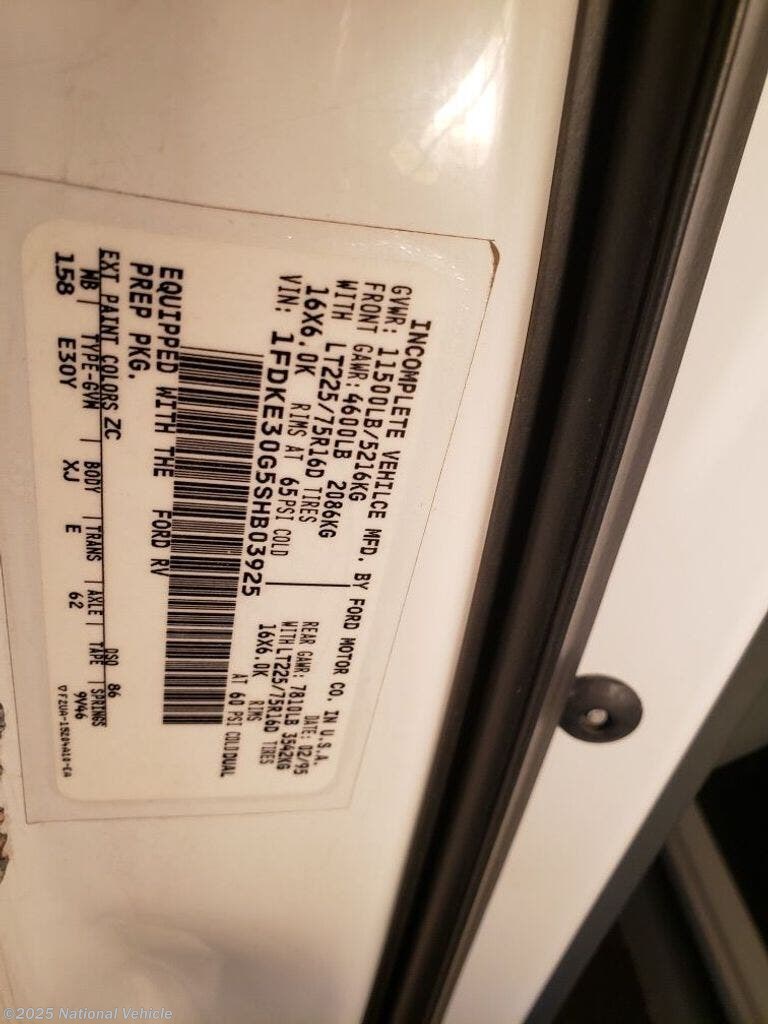 INCOMPLETE VEHILCE MFD. BY FORD MOTOR CO. IN U.S.A.
GVWR: 11500LB/5216KG
DATE: 02/95
FRONT GAWR: 4600LB 2086KG
REAR GAWR: 7810LB 3542KG
WITH LT225/75R16D TIRES
WITH LT225/75R16D TIRES
16X6.0K RIMS AT 65PSI COLD
16X6.0K RIMS
AT 60 PSI COLD DUAL
VIN: 1FDKE30G5SHB03925
EQUIPPED WITH THE FORD RV
PREP PKG.
EXT PAINT COLORS ZC
DSO 86
WB | TYPE-GVM | BODY | TRANS | AXLE | TAPE | SPRINGS
158 E30Y XJ E 62 9V46
©2025 National Vehicle